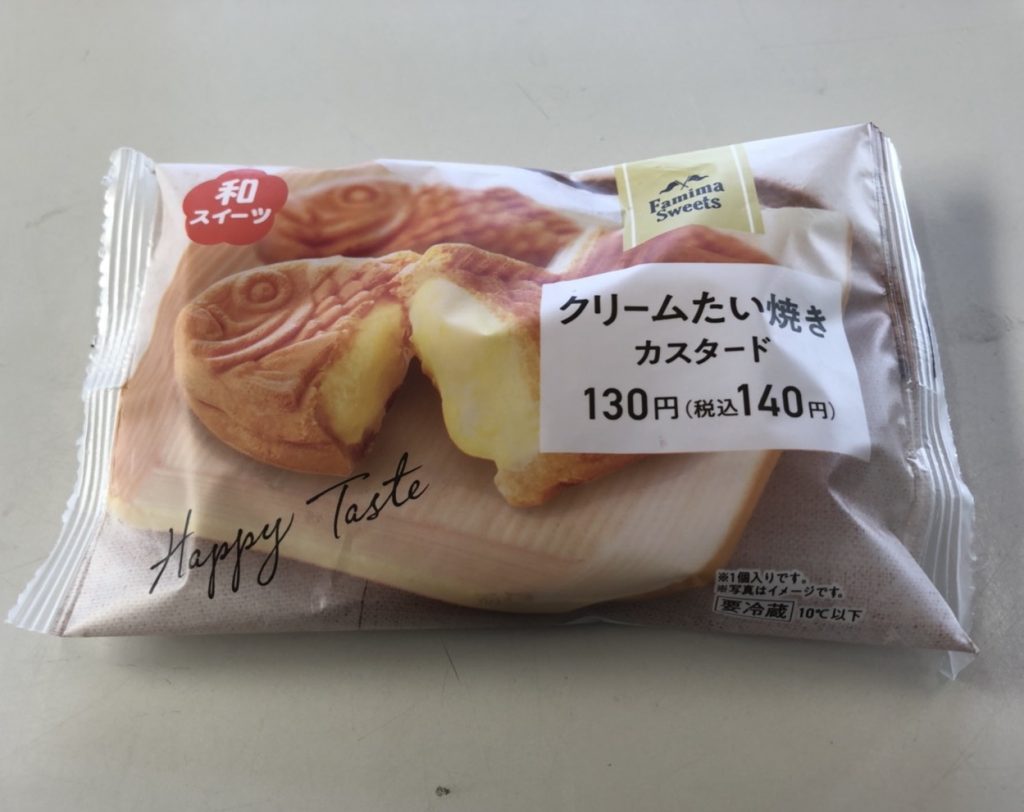 和
スイーツ
Famima
Sweets
クリームたい焼き
カスタード
130円(税込140円)
Happy Taste
※1個入りです。
※写真はイメージです。
要冷蔵 10℃以下